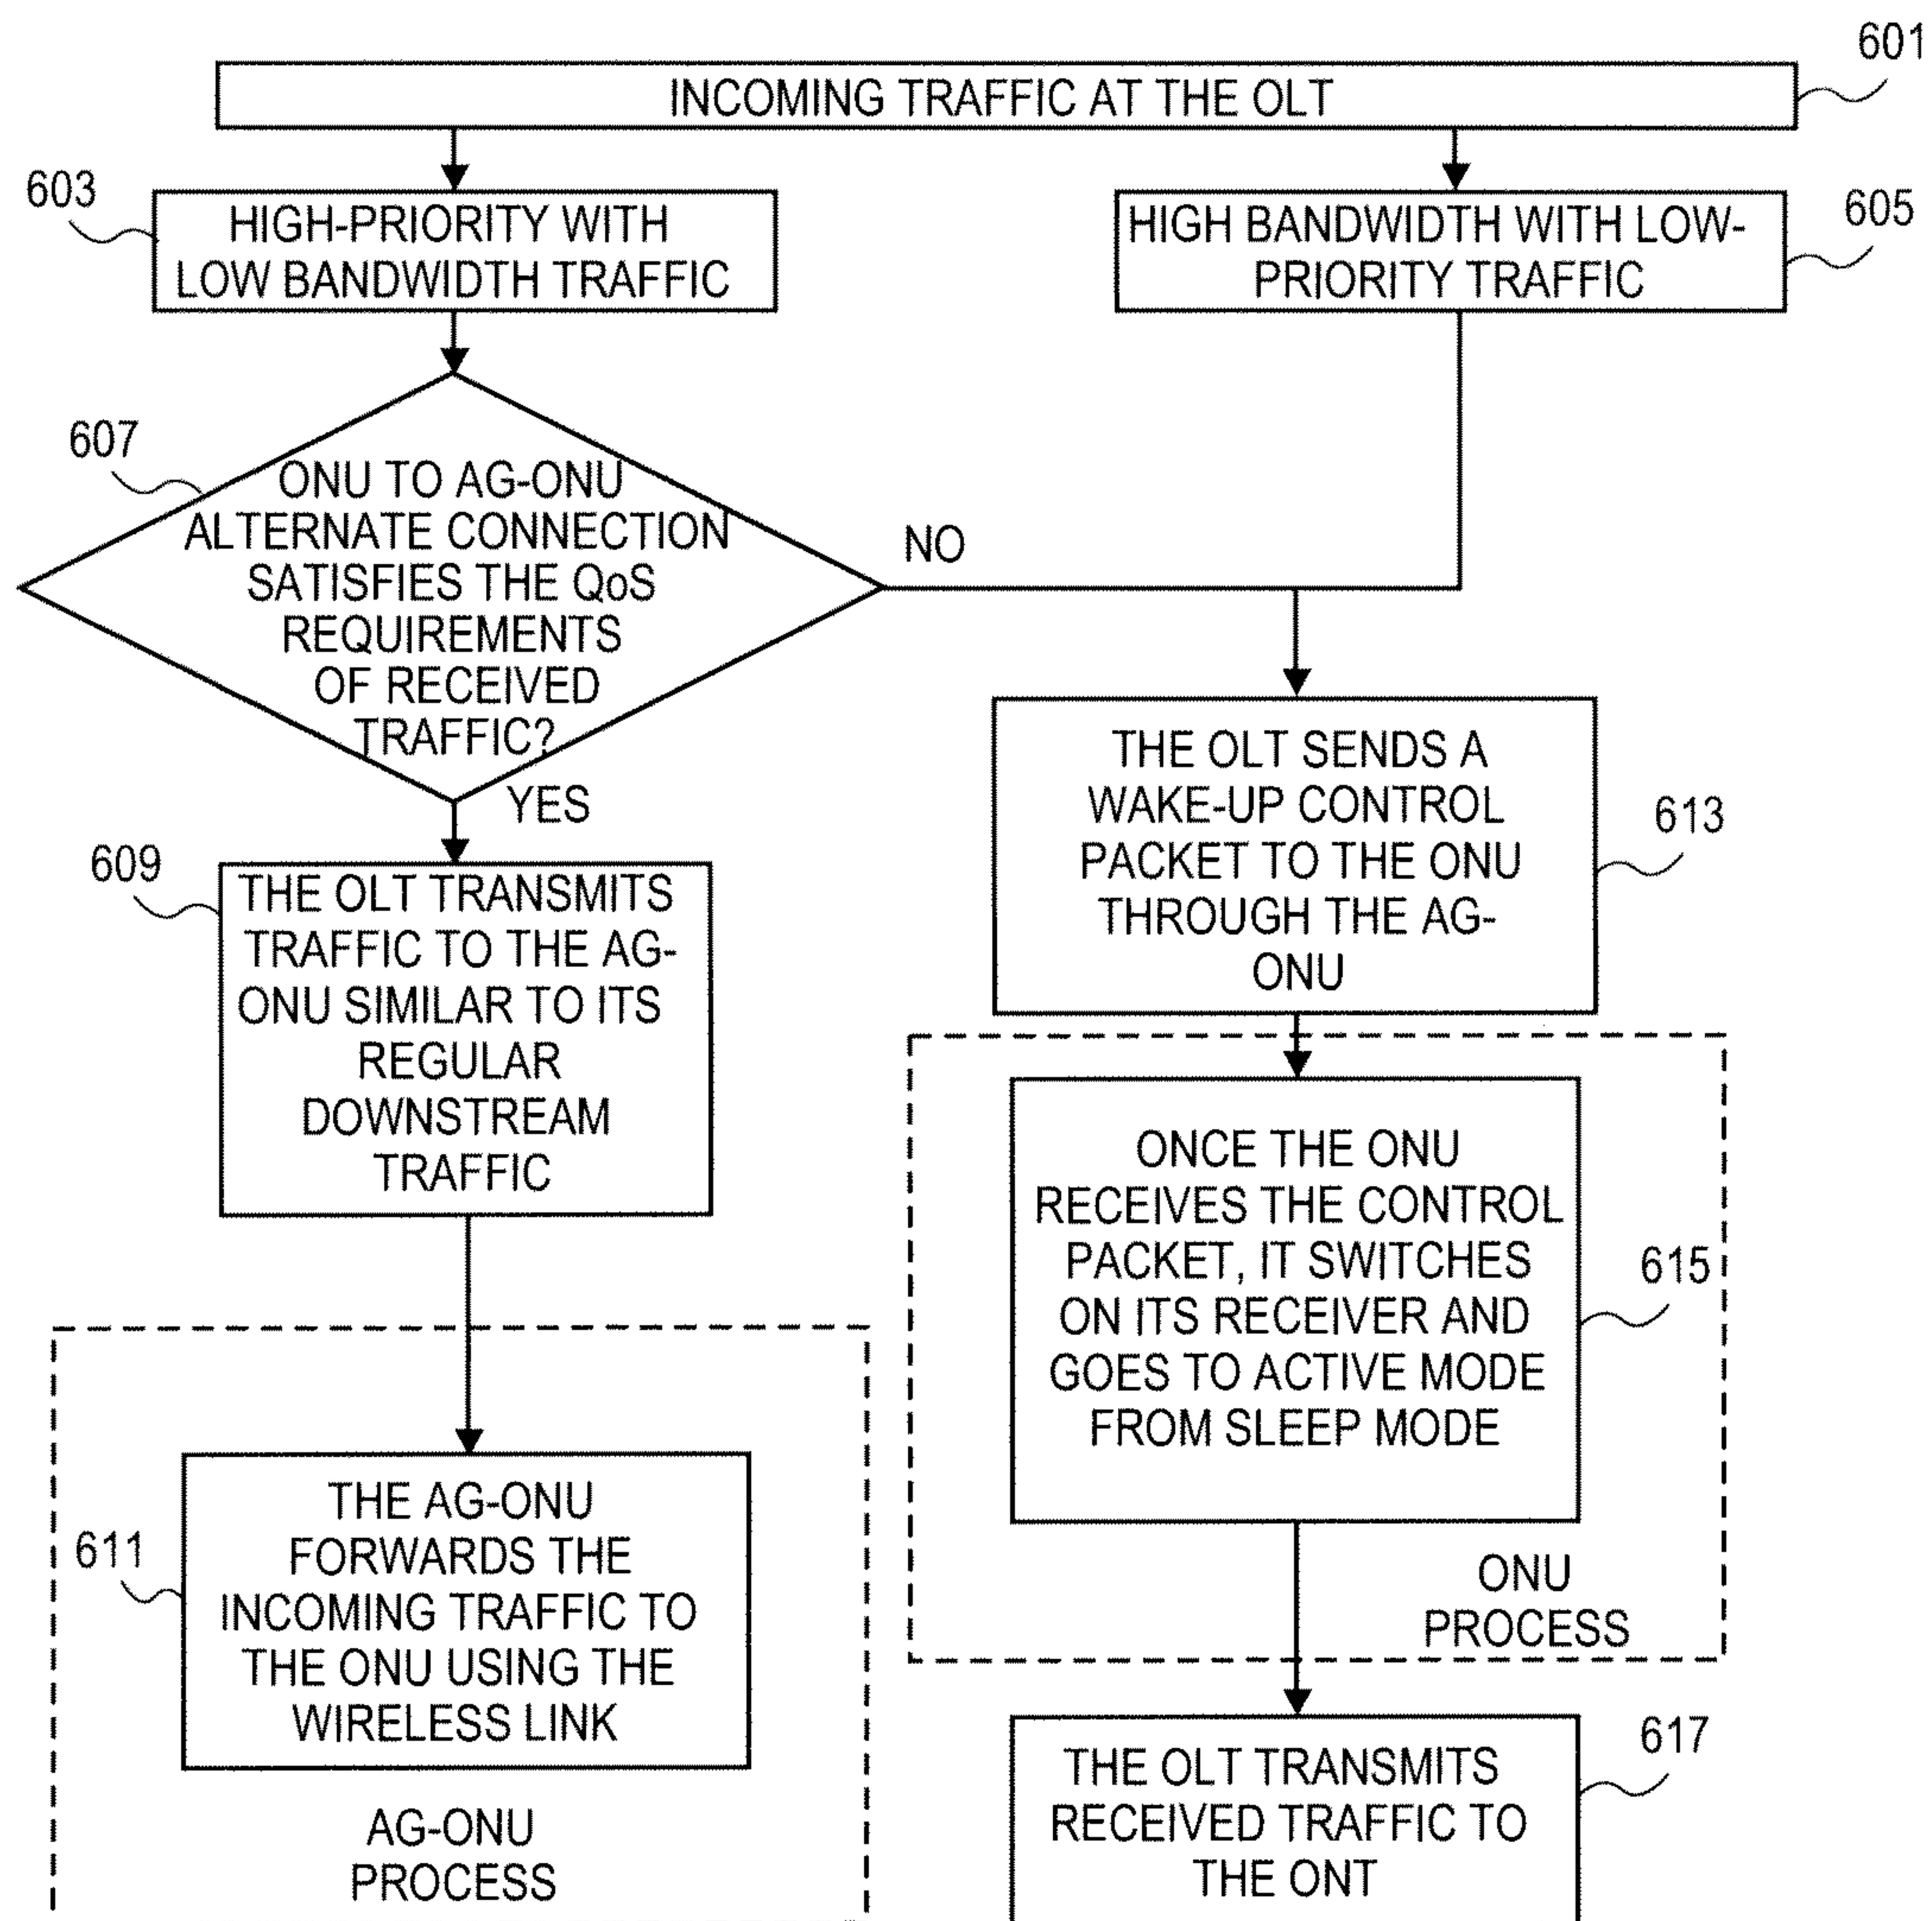 601
INCOMING TRAFFIC AT THE OLT
603
HIGH-PRIORITY WITH
LOW BANDWIDTH TRAFFIC
HIGH BANDWIDTH WITH LOW-
PRIORITY TRAFFIC
605
607
ONU TO AG-ONU
ALTERNATE CONNECTION
SATISFIES THE QoS
REQUIREMENTS
OF RECEIVED
TRAFFIC?
NO
YES
609
THE OLT TRANSMITS
TRAFFIC TO THE AG-
ONU SIMILAR TO ITS
REGULAR
DOWNSTREAM
TRAFFIC
THE OLT SENDS A
WAKE-UP CONTROL
PACKET TO THE ONU
THROUGH THE AG-
ONU
613
ONCE THE ONU
RECEIVES THE CONTROL
PACKET, IT SWITCHES
ON ITS RECEIVER AND
GOES TO ACTIVE MODE
FROM SLEEP MODE
615
ONU
PROCESS
611
THE AG-ONU
FORWARDS THE
INCOMING TRAFFIC TO
THE ONU USING THE
WIRELESS LINK
AG-ONU
PROCESS
617
THE OLT TRANSMITS
RECEIVED TRAFFIC TO
THE ONT